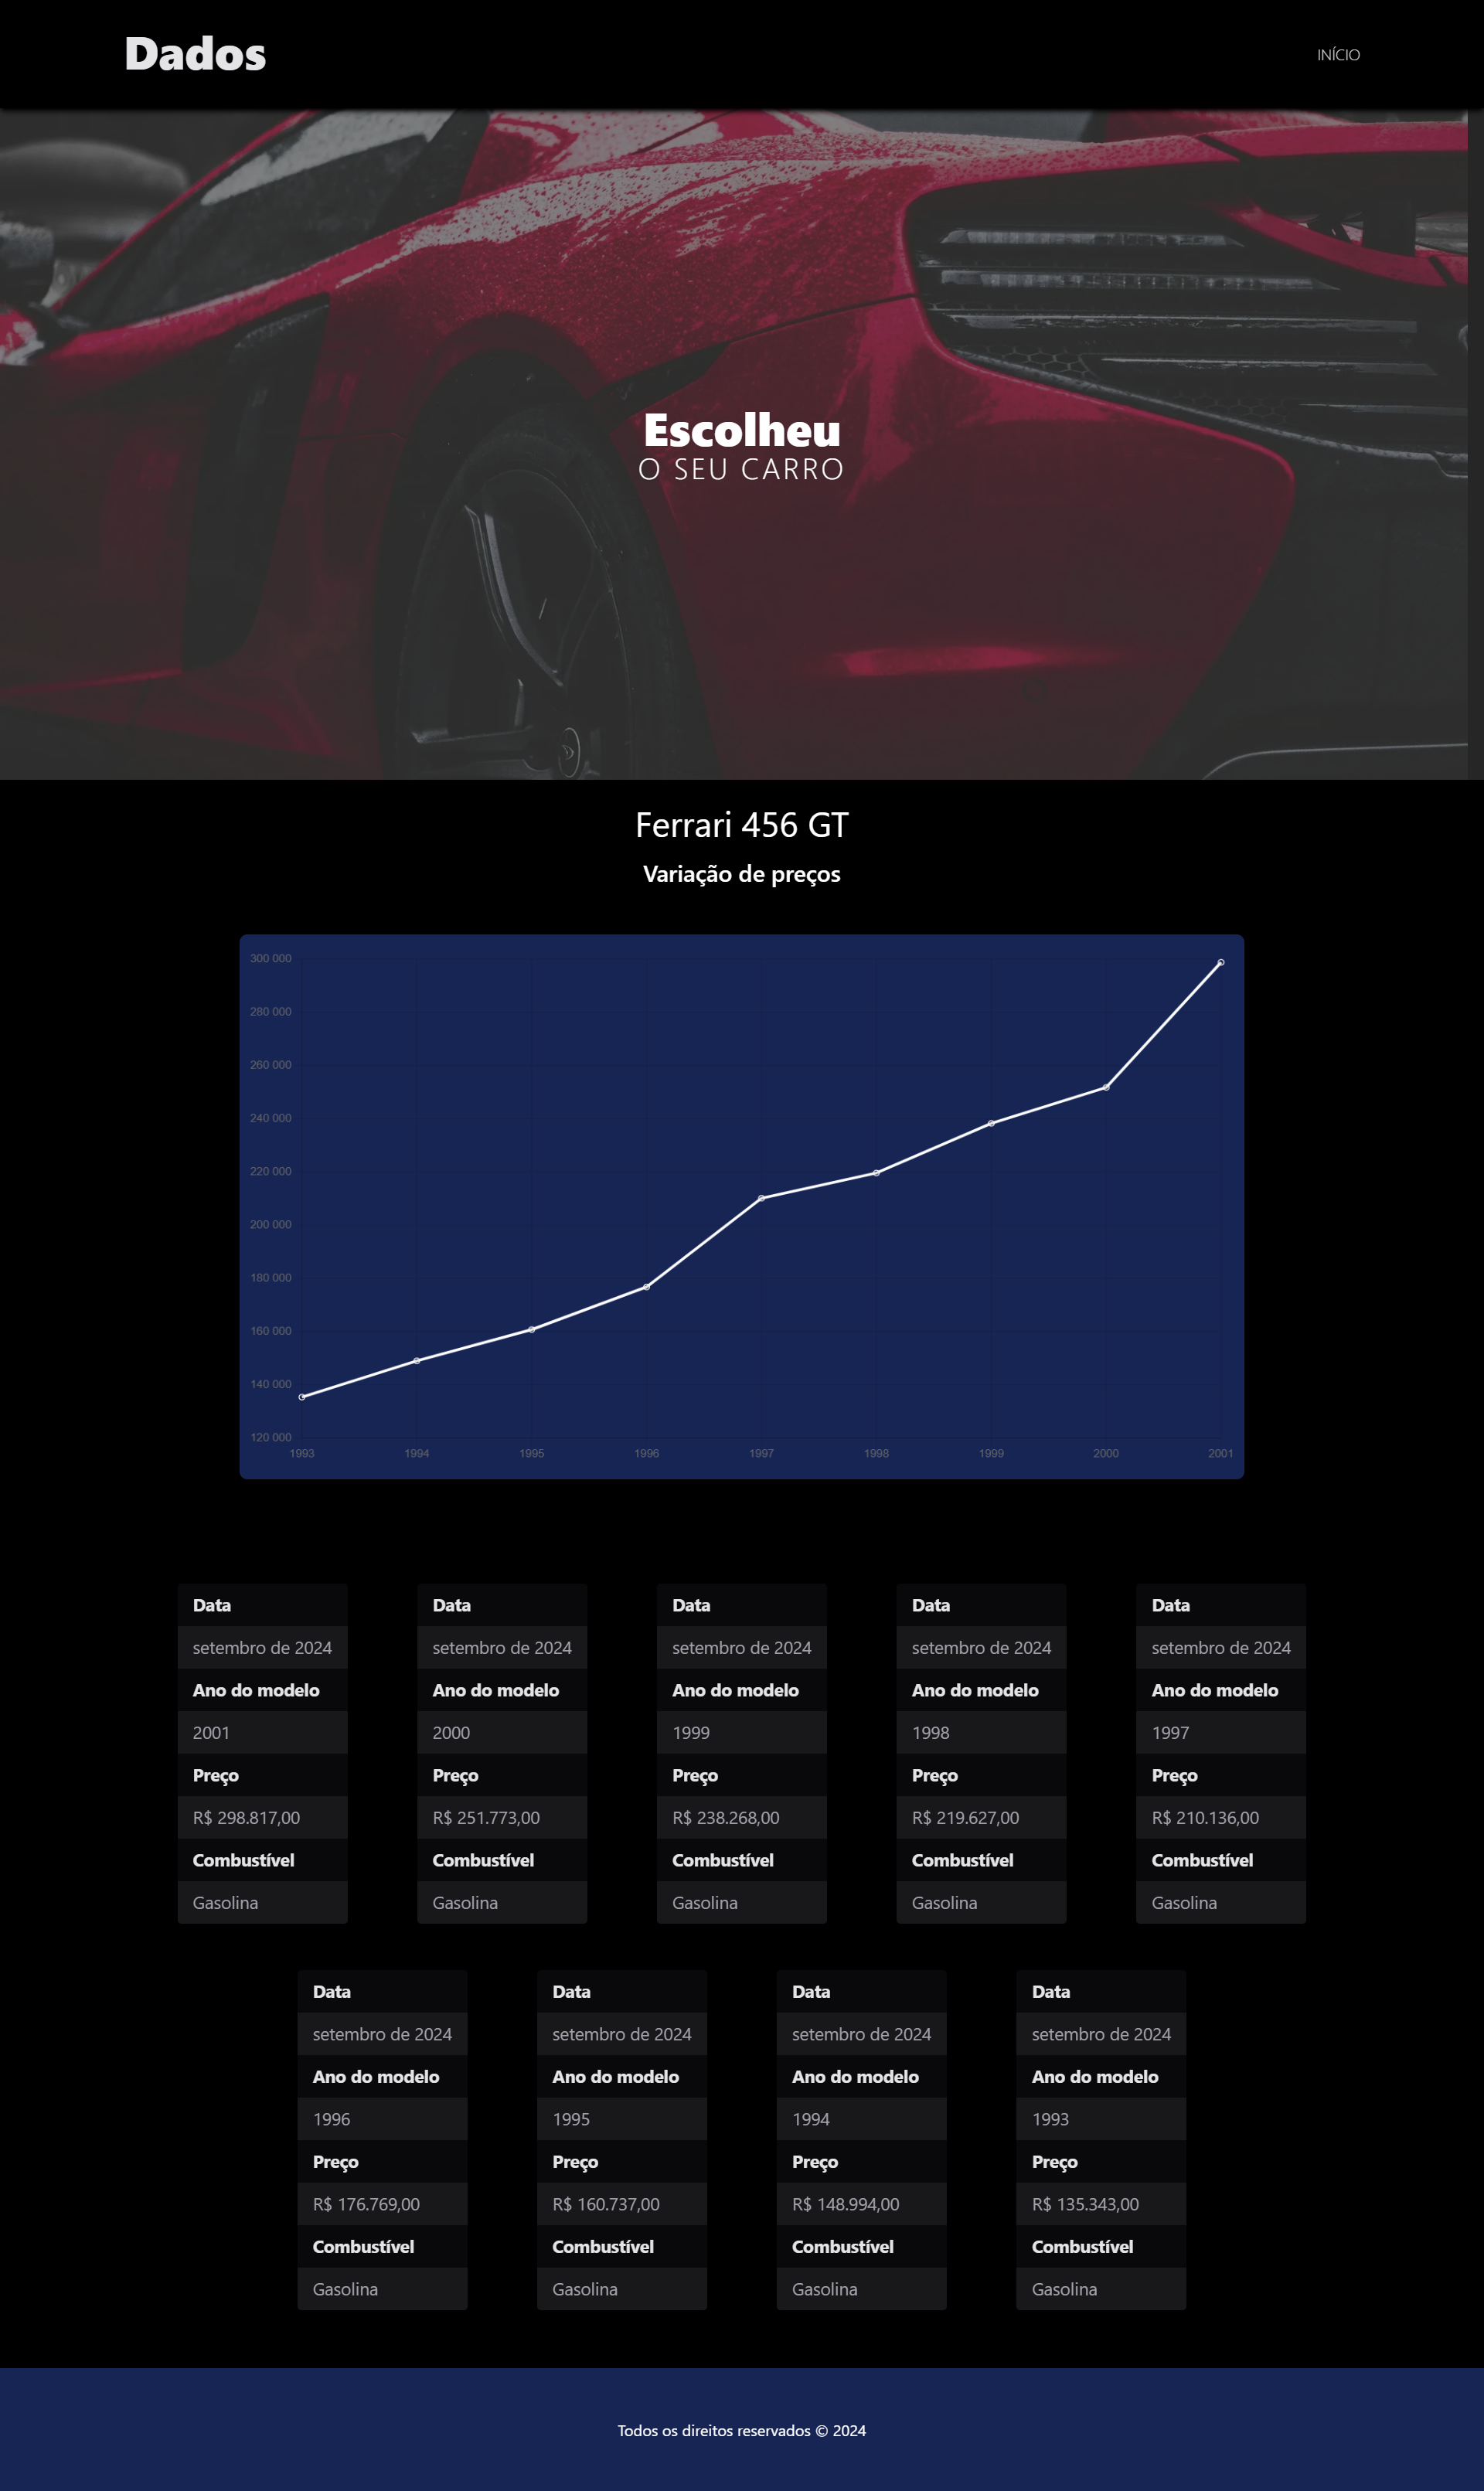 Dados
INÍCIO
Escolheu
O SEU CARRO
Ferrari 456 GT
Variação de preços
300 000
280 000
260 000
240 000
220 000
200 000
180 000
160 000
140 000
120 000
1993 1994 1995 1996 1997 1998 1999 2000 2001
Data Data Data Data Data
setembro de 2024 setembro de 2024 setembro de 2024 setembro de 2024 setembro de 2024
Ano do modelo Ano do modelo Ano do modelo Ano do modelo Ano do modelo
2001 2000 1999 1998 1997
Preço Preço Preço Preço Preço
R$ 298.817,00 R$ 251.773,00 R$ 238.268,00 R$ 219.627,00 R$ 210.136,00
Combustível Combustível Combustível Combustível Combustível
Gasolina Gasolina Gasolina Gasolina Gasolina
Data Data Data Data
setembro de 2024 setembro de 2024 setembro de 2024 setembro de 2024
Ano do modelo Ano do modelo Ano do modelo Ano do modelo
1996 1995 1994 1993
Preço Preço Preço Preço
R$ 176.769,00 R$ 160.737,00 R$ 148.994,00 R$ 135.343,00
Combustível Combustível Combustível Combustível
Gasolina Gasolina Gasolina Gasolina
Todos os direitos reservados © 2024